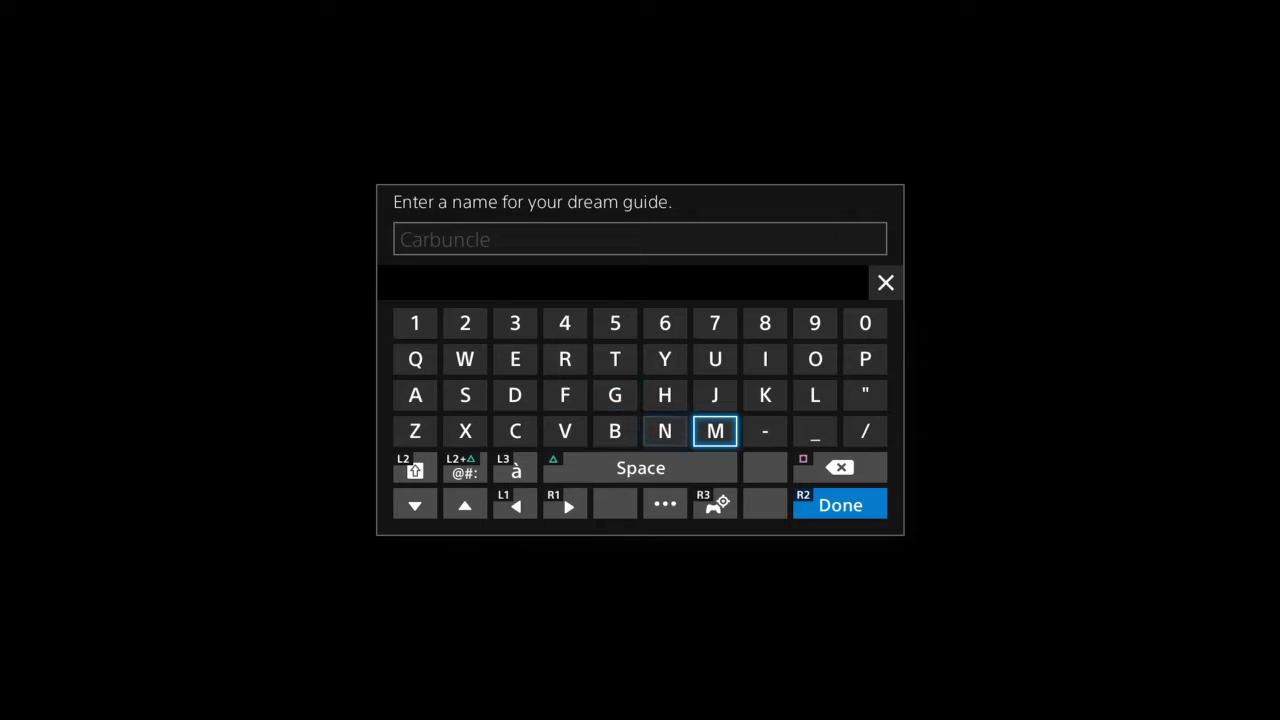 Enter a name for your dream guide.
Carbuncle
1 2 3 4 5 6 7 8 9 0
Q W E R T Y U I O P
A S D F G H J K L "
Z X C V B N M - _ /
L2 L2+△ @#: L3 à △ Space □
L1 R1 ... R3 R2 Done